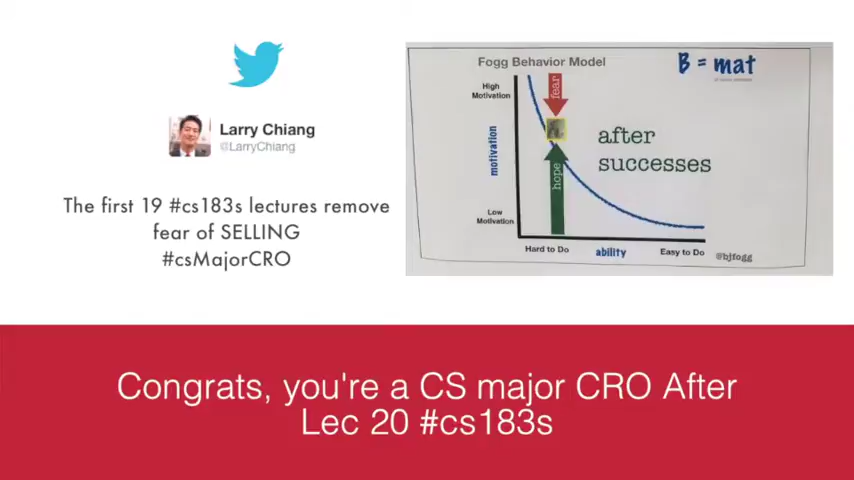 Larry Chiang
@LarryChiang
The first 19 #cs183s lectures remove
fear of SELLING
#csMajorCRO
Fogg Behavior Model
B = mat
High
Motivation
fear
motivation
after
successes
hope
Low
Motivation
Hard to Do
ability
Easy to Do
@bjfogg
Congrats, you're a CS major CRO After
Lec 20 #cs183s